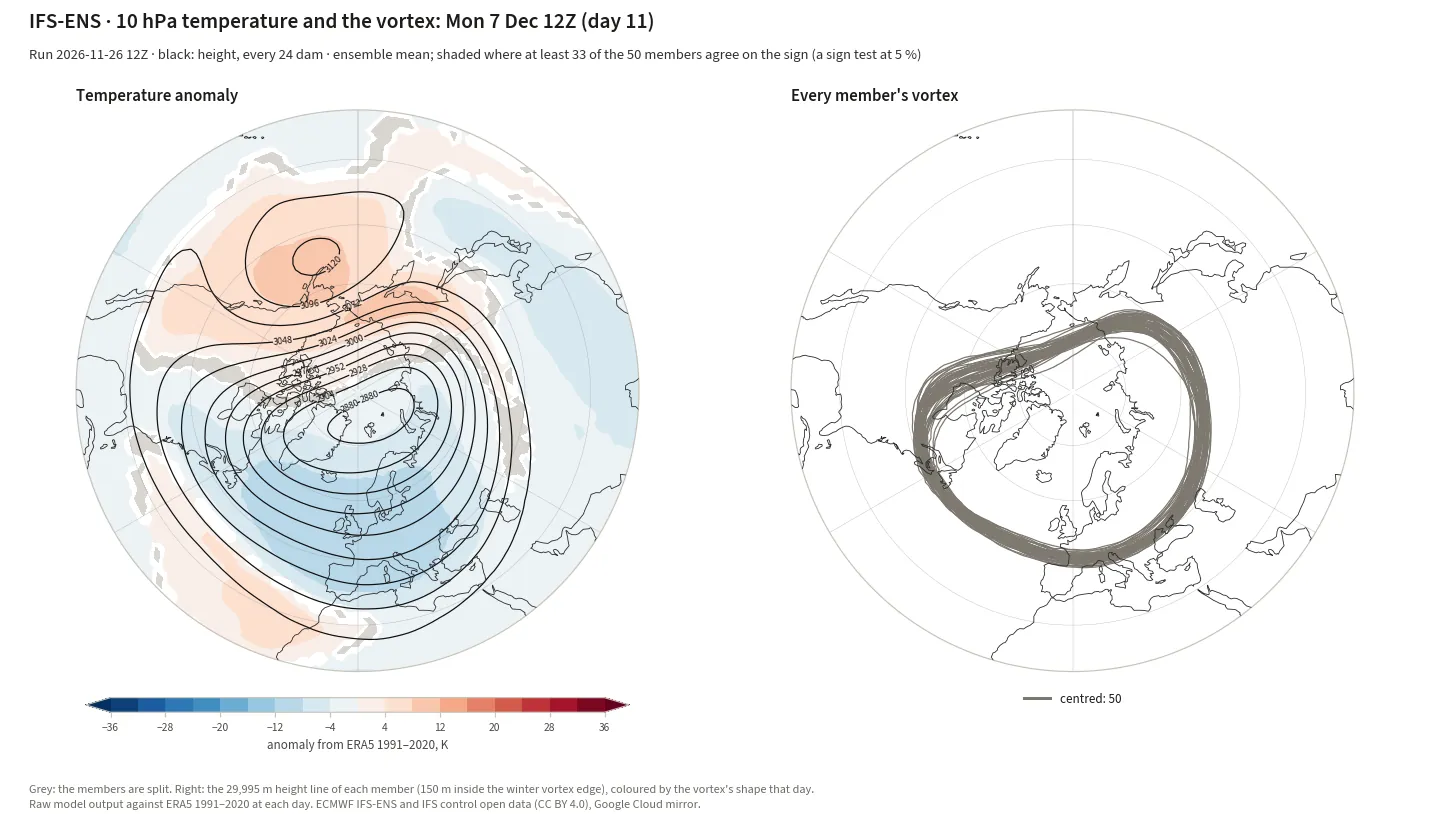 IFS-ENS · 10 hPa temperature and the vortex: Mon 7 Dec 12Z (day 11)
Run 2026-11-26 12Z · black: height, every 24 dam · ensemble mean; shaded where at least 33 of the 50 members agree on the sign (a sign test at 5 %)
Temperature anomaly
Every member's vortex
3120
3096
3072
3048
3024
3000
2952
2928
2880
2880
centred: 50
−36
−28
−20
−12
−4
4
12
20
28
36
anomaly from ERA5 1991–2020, K
Grey: the members are split. Right: the 29,995 m height line of each member (150 m inside the winter vortex edge), coloured by the vortex's shape that day.
Raw model output against ERA5 1991–2020 at each day. ECMWF IFS-ENS and IFS control open data (CC BY 4.0), Google Cloud mirror.